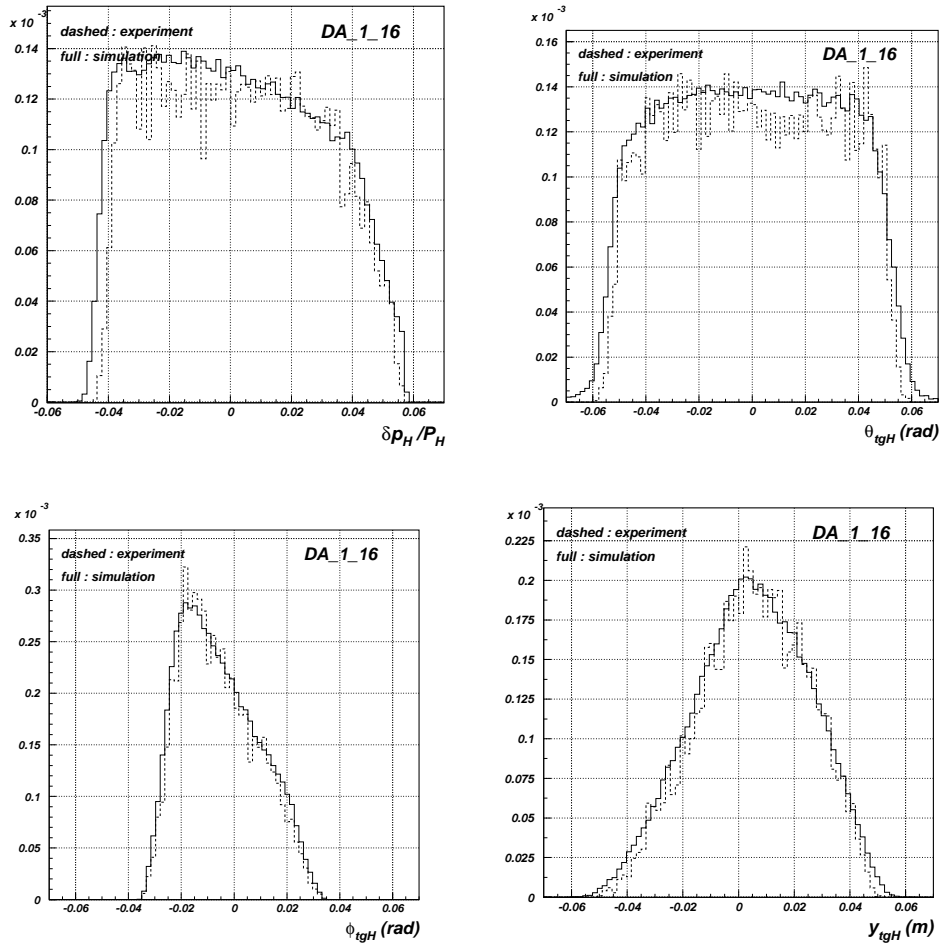 x 10 -3
DA_1_16
dashed : experiment
full : simulation
0.14
0.12
0.1
0.08
0.06
0.04
0.02
0
-0.06 -0.04 -0.02 0 0.02 0.04 0.06
δp_H /P_H
x 10 -3
DA_1_16
dashed : experiment
full : simulation
0.16
0.14
0.12
0.1
0.08
0.06
0.04
0.02
0
-0.06 -0.04 -0.02 0 0.02 0.04 0.06
θ_tgH (rad)
x 10 -3
DA_1_16
dashed : experiment
full : simulation
0.35
0.3
0.25
0.2
0.15
0.1
0.05
0
-0.06 -0.04 -0.02 0 0.02 0.04 0.06
ϕ_tgH (rad)
x 10 -3
DA_1_16
dashed : experiment
full : simulation
0.225
0.2
0.175
0.15
0.125
0.1
0.075
0.05
0.025
0
-0.06 -0.04 -0.02 0 0.02 0.04 0.06
y_tgH (m)